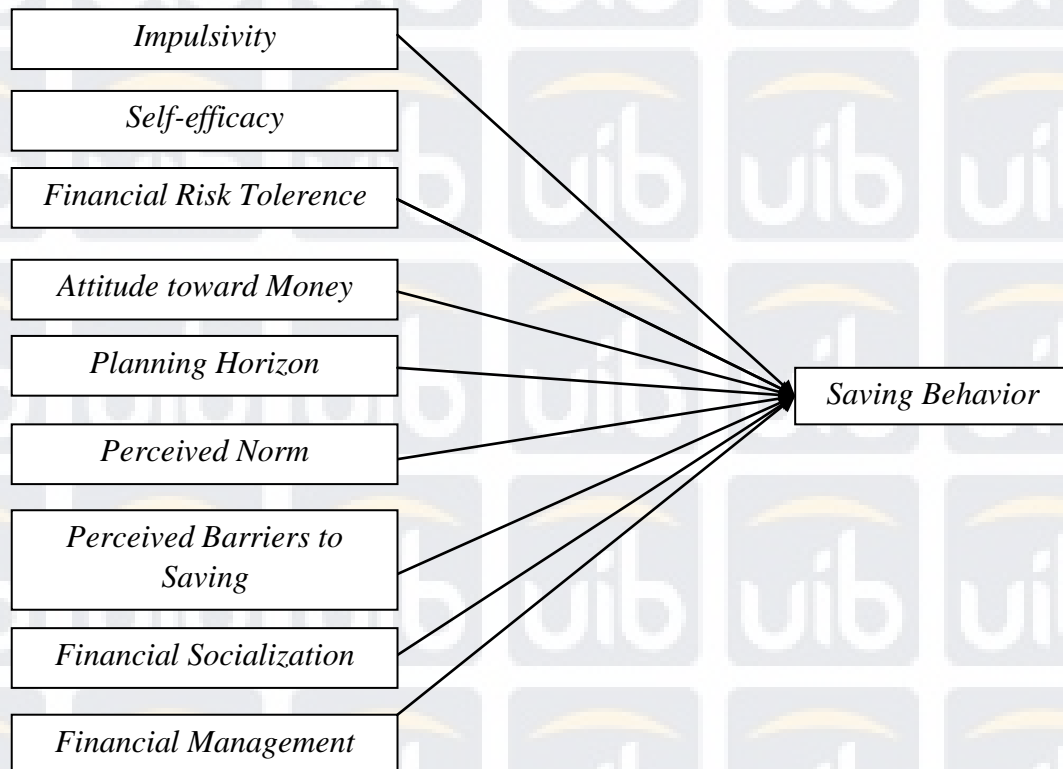 Impulsivity
Self-efficacy
Financial Risk Tolerence
Attitude toward Money
Planning Horizon
Saving Behavior
Perceived Norm
Perceived Barriers to
Saving
Financial Socialization
Financial Management
uib